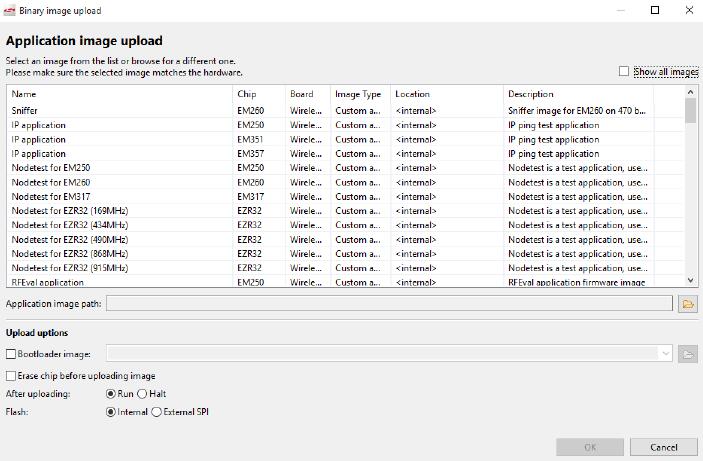 Binary image upload
Application image upload
Select an image from the list or browse for a different one.
Please make sure the selected image matches the hardware.
Show all images
Name Chip Board Image Type Location Description
Sniffer EM260 Wirele... Custom a... <internal> Sniffer image for EM260 on 470 b...
IP application EM250 Wirele... Custom a... <internal> IP ping test application
IP application EM351 Wirele... Custom a... <internal> IP ping test application
IP application EM357 Wirele... Custom a... <internal> IP ping test application
Nodetest for EM250 EM250 Wirele... Custom a... <internal> Nodetest is a test application, use...
Nodetest for EM260 EM260 Wirele... Custom a... <internal> Nodetest is a test application, use...
Nodetest for EM317 EM317 Wirele... Custom a... <internal> Nodetest is a test application, use...
Nodetest for EZR32 (169MHz) EZR32 Wirele... Custom a... <internal> Nodetest is a test application, use...
Nodetest for EZR32 (434MHz) EZR32 Wirele... Custom a... <internal> Nodetest is a test application, use...
Nodetest for EZR32 (490MHz) EZR32 Wirele... Custom a... <internal> Nodetest is a test application, use...
Nodetest for EZR32 (868MHz) EZR32 Wirele... Custom a... <internal> Nodetest is a test application, use...
Nodetest for EZR32 (915MHz) EZR32 Wirele... Custom a... <internal> Nodetest is a test application, use...
RFEval application EM250 Wirele... Custom a... <internal> RFEval application firmware image
Application image path:
Upload options
Bootloader image:
Erase chip before uploading image
After uploading: Run Halt
Flash: Internal External SPI
OK Cancel